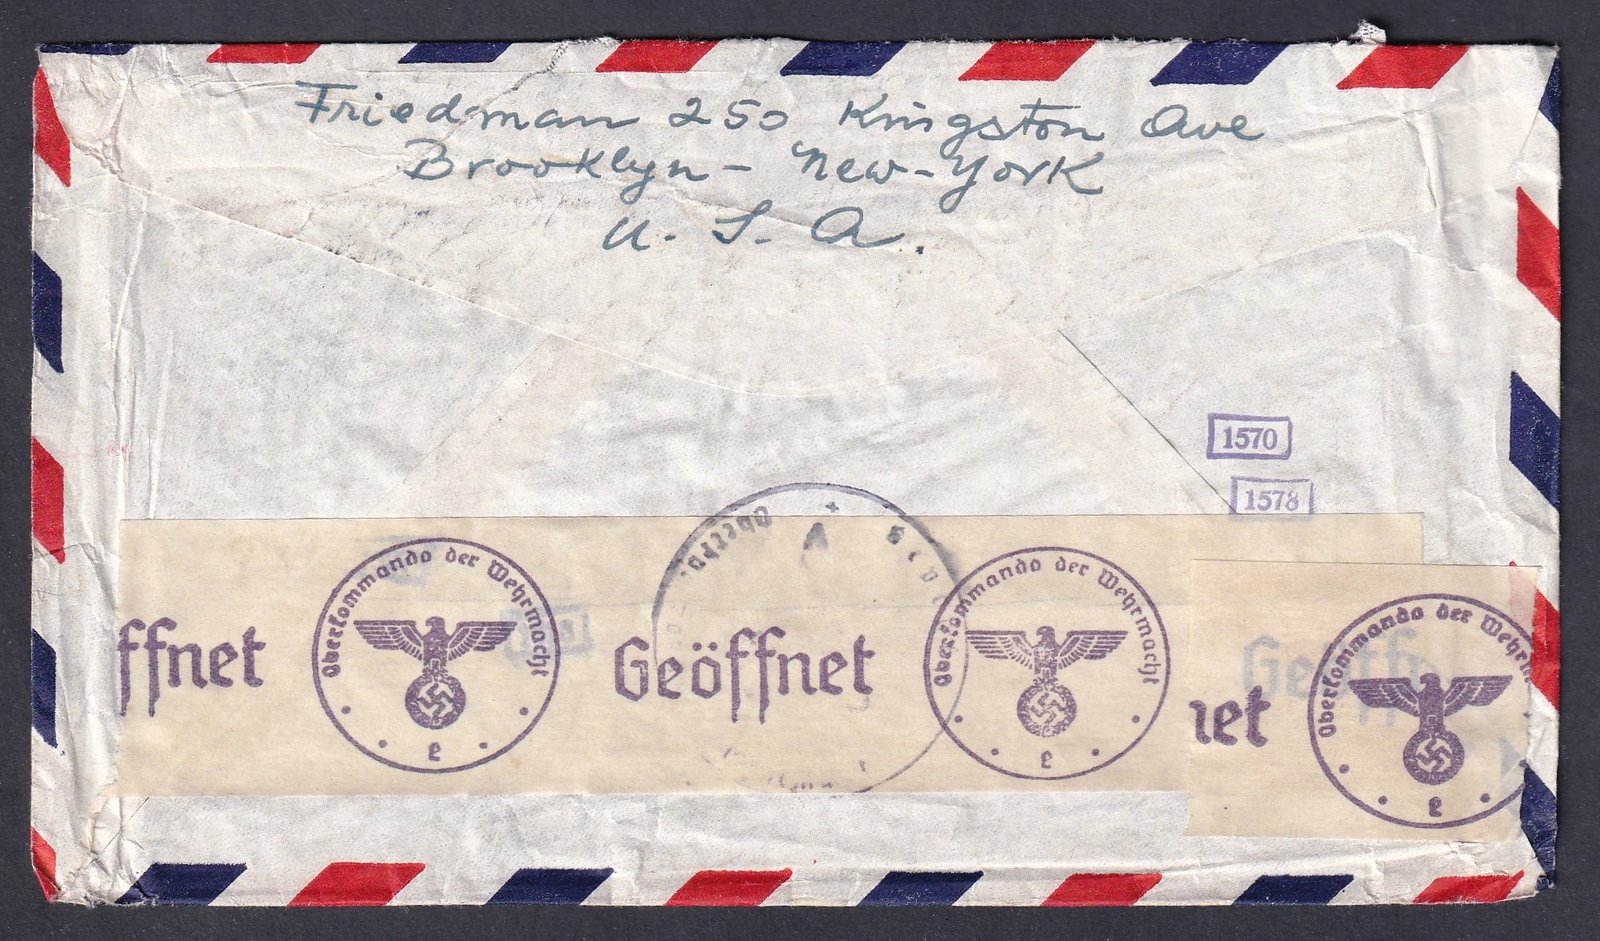 Friedman 250 Kingston Ave
Brooklyn - New-York
U. S. A.
1570
1578
ffnet
Oberkommando der Wehrmacht
e
Geöffnet
Oberkommando der Wehrmacht
e
net
Oberkommando der Wehrm
e